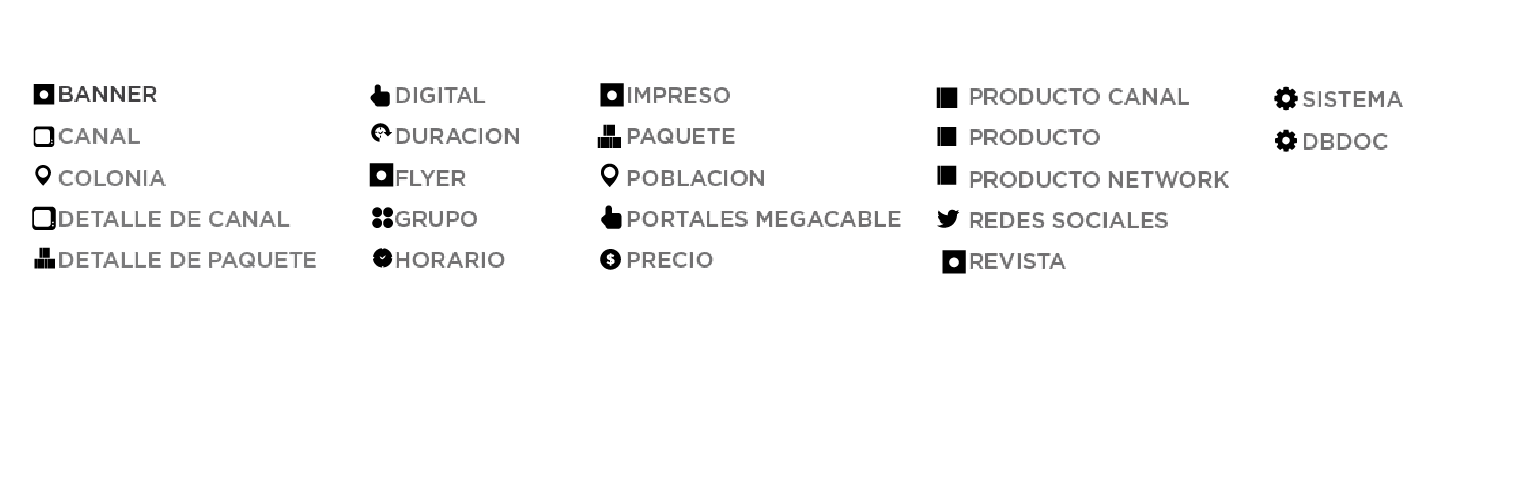 BANNER
CANAL
COLONIA
DETALLE DE CANAL
DETALLE DE PAQUETE
DIGITAL
DURACION
FLYER
GRUPO
HORARIO
IMPRESO
PAQUETE
POBLACION
PORTALES MEGACABLE
PRECIO
PRODUCTO CANAL
PRODUCTO
PRODUCTO NETWORK
REDES SOCIALES
REVISTA
SISTEMA
DBDOC